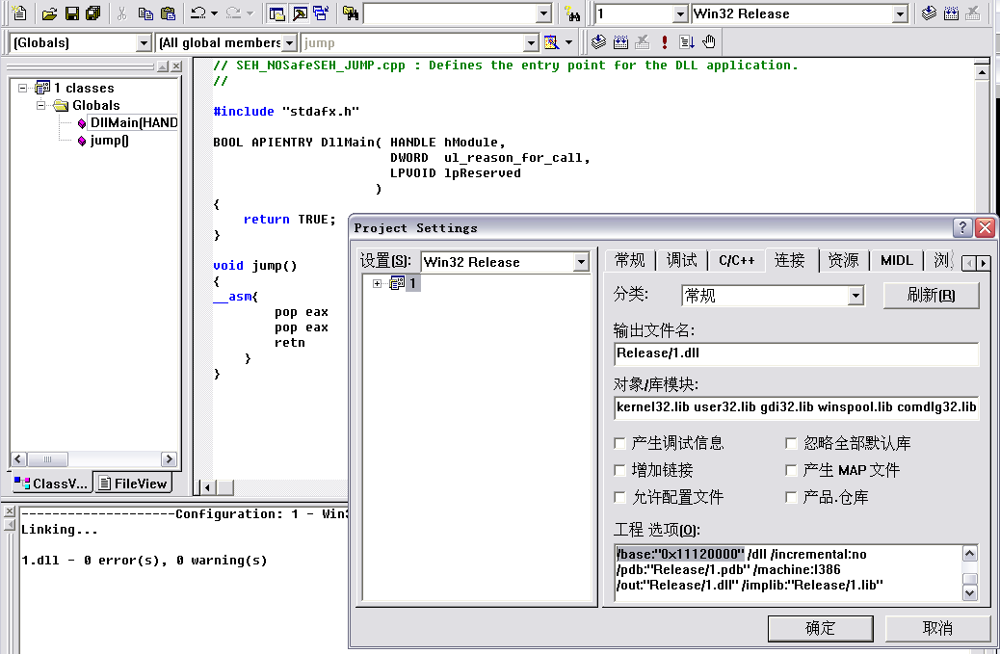 1
Win32 Release
(Globals)
(All global members
jump
// SEH_NOSafeSEH_JUMP.cpp : Defines the entry point for the DLL application.
//
#include "stdafx.h"
BOOL APIENTRY DllMain( HANDLE hModule,
DWORD ul_reason_for_call,
LPVOID lpReserved
)
{
return TRUE;
}
void jump()
{
__asm{
pop eax
pop eax
retn
}
}
1 classes
Globals
DllMain(HAND
jump()
ClassV...
FileView
--------------------Configuration: 1 - Win3
Linking...
1.dll - 0 error(s), 0 warning(s)
Project Settings
设置(S):
Win32 Release
1
常规
调试
C/C++
连接
资源
MIDL
浏
分类:
常规
刷新(R)
输出文件名:
Release/1.dll
对象/库模块:
kernel32.lib user32.lib gdi32.lib winspool.lib comdlg32.lib
产生调试信息
忽略全部默认库
增加链接
产生 MAP 文件
允许配置文件
产品.仓库
工程 选项(O):
/base:"0x11120000" /dll /incremental:no
/pdb:"Release/1.pdb" /machine:I386
/out:"Release/1.dll" /implib:"Release/1.lib"
确定
取消